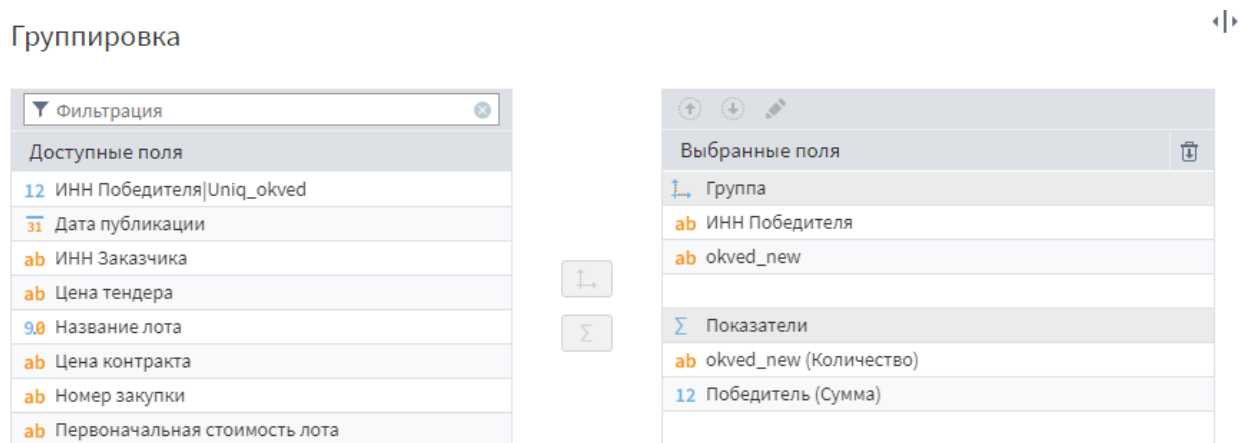 Группировка
Фильтрация
Доступные поля
12 ИНН Победителя|Uniq_okved
31 Дата публикации
ab ИНН Заказчика
ab Цена тендера
9.0 Название лота
ab Цена контракта
ab Номер закупки
ab Первоначальная стоимость лота
Σ
Выбранные поля
Группа
ab ИНН Победителя
ab okved_new
Σ Показатели
ab okved_new (Количество)
12 Победитель (Сумма)